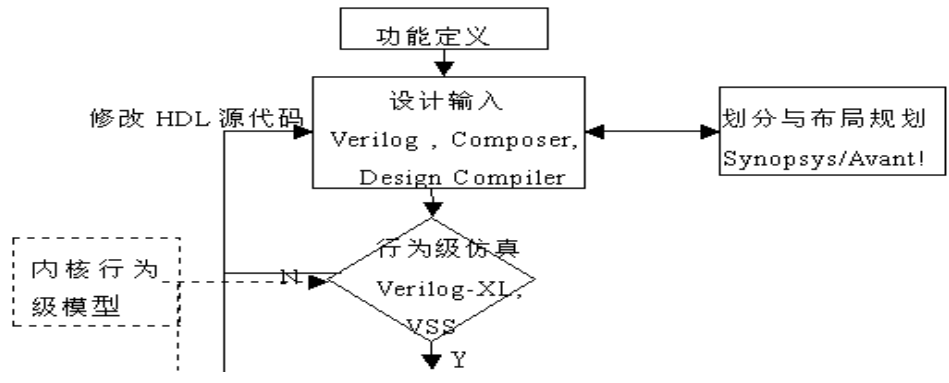 功能定义
设计输入
Verilog , Composer,
Design Compiler
修改 HDL 源代码
划分与布局规划
Synopsys/Avant!
行为级仿真
Verilog-XL,
VSS
内核行为
级模型
N
Y